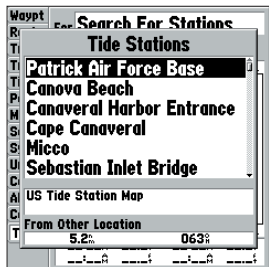 Waypt
For Search For Stations
Tide Stations
Patrick Air Force Base
Canova Beach
Canaveral Harbor Entrance
Cape Canaveral
Micco
Sebastian Inlet Bridge
US Tide Station Map
From Other Location
5.2 063